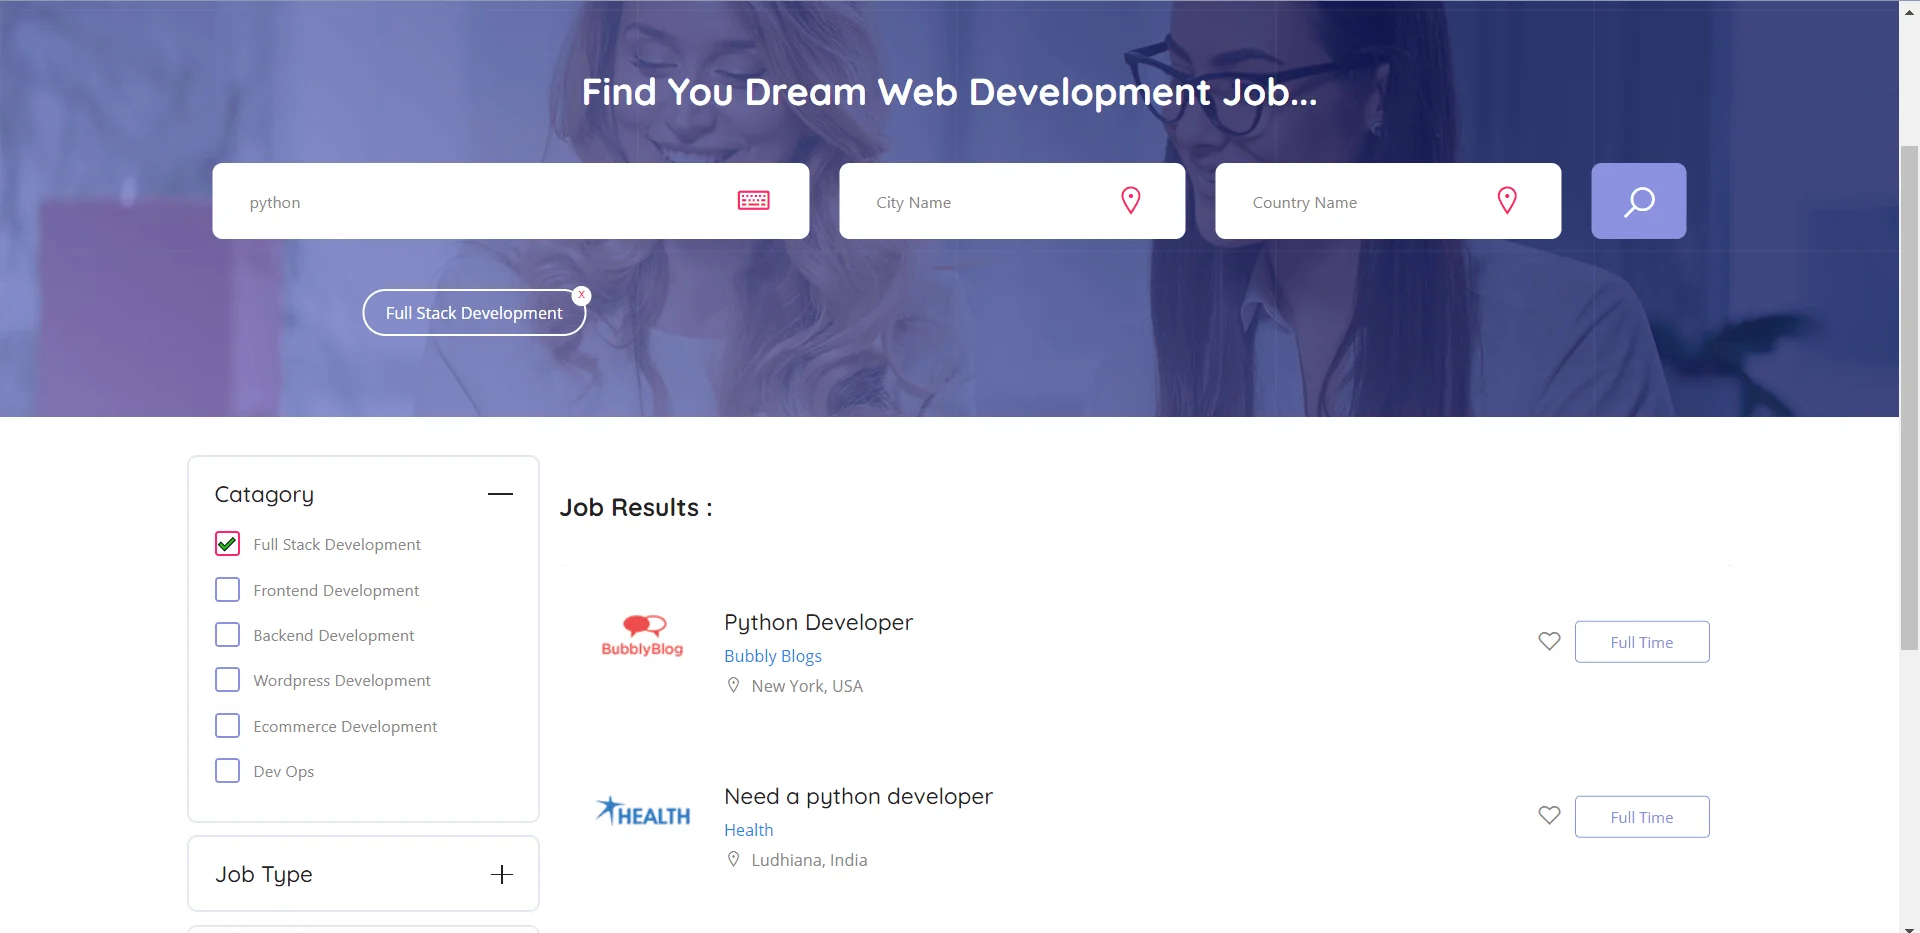 Find You Dream Web Development Job...
python
City Name
Country Name
Full Stack Development
x
Catagory
Full Stack Development
Frontend Development
Backend Development
Wordpress Development
Ecommerce Development
Dev Ops
Job Type
Job Results :
BubblyBlog
Python Developer
Bubbly Blogs
New York, USA
Full Time
HEALTH
Need a python developer
Health
Ludhiana, India
Full Time